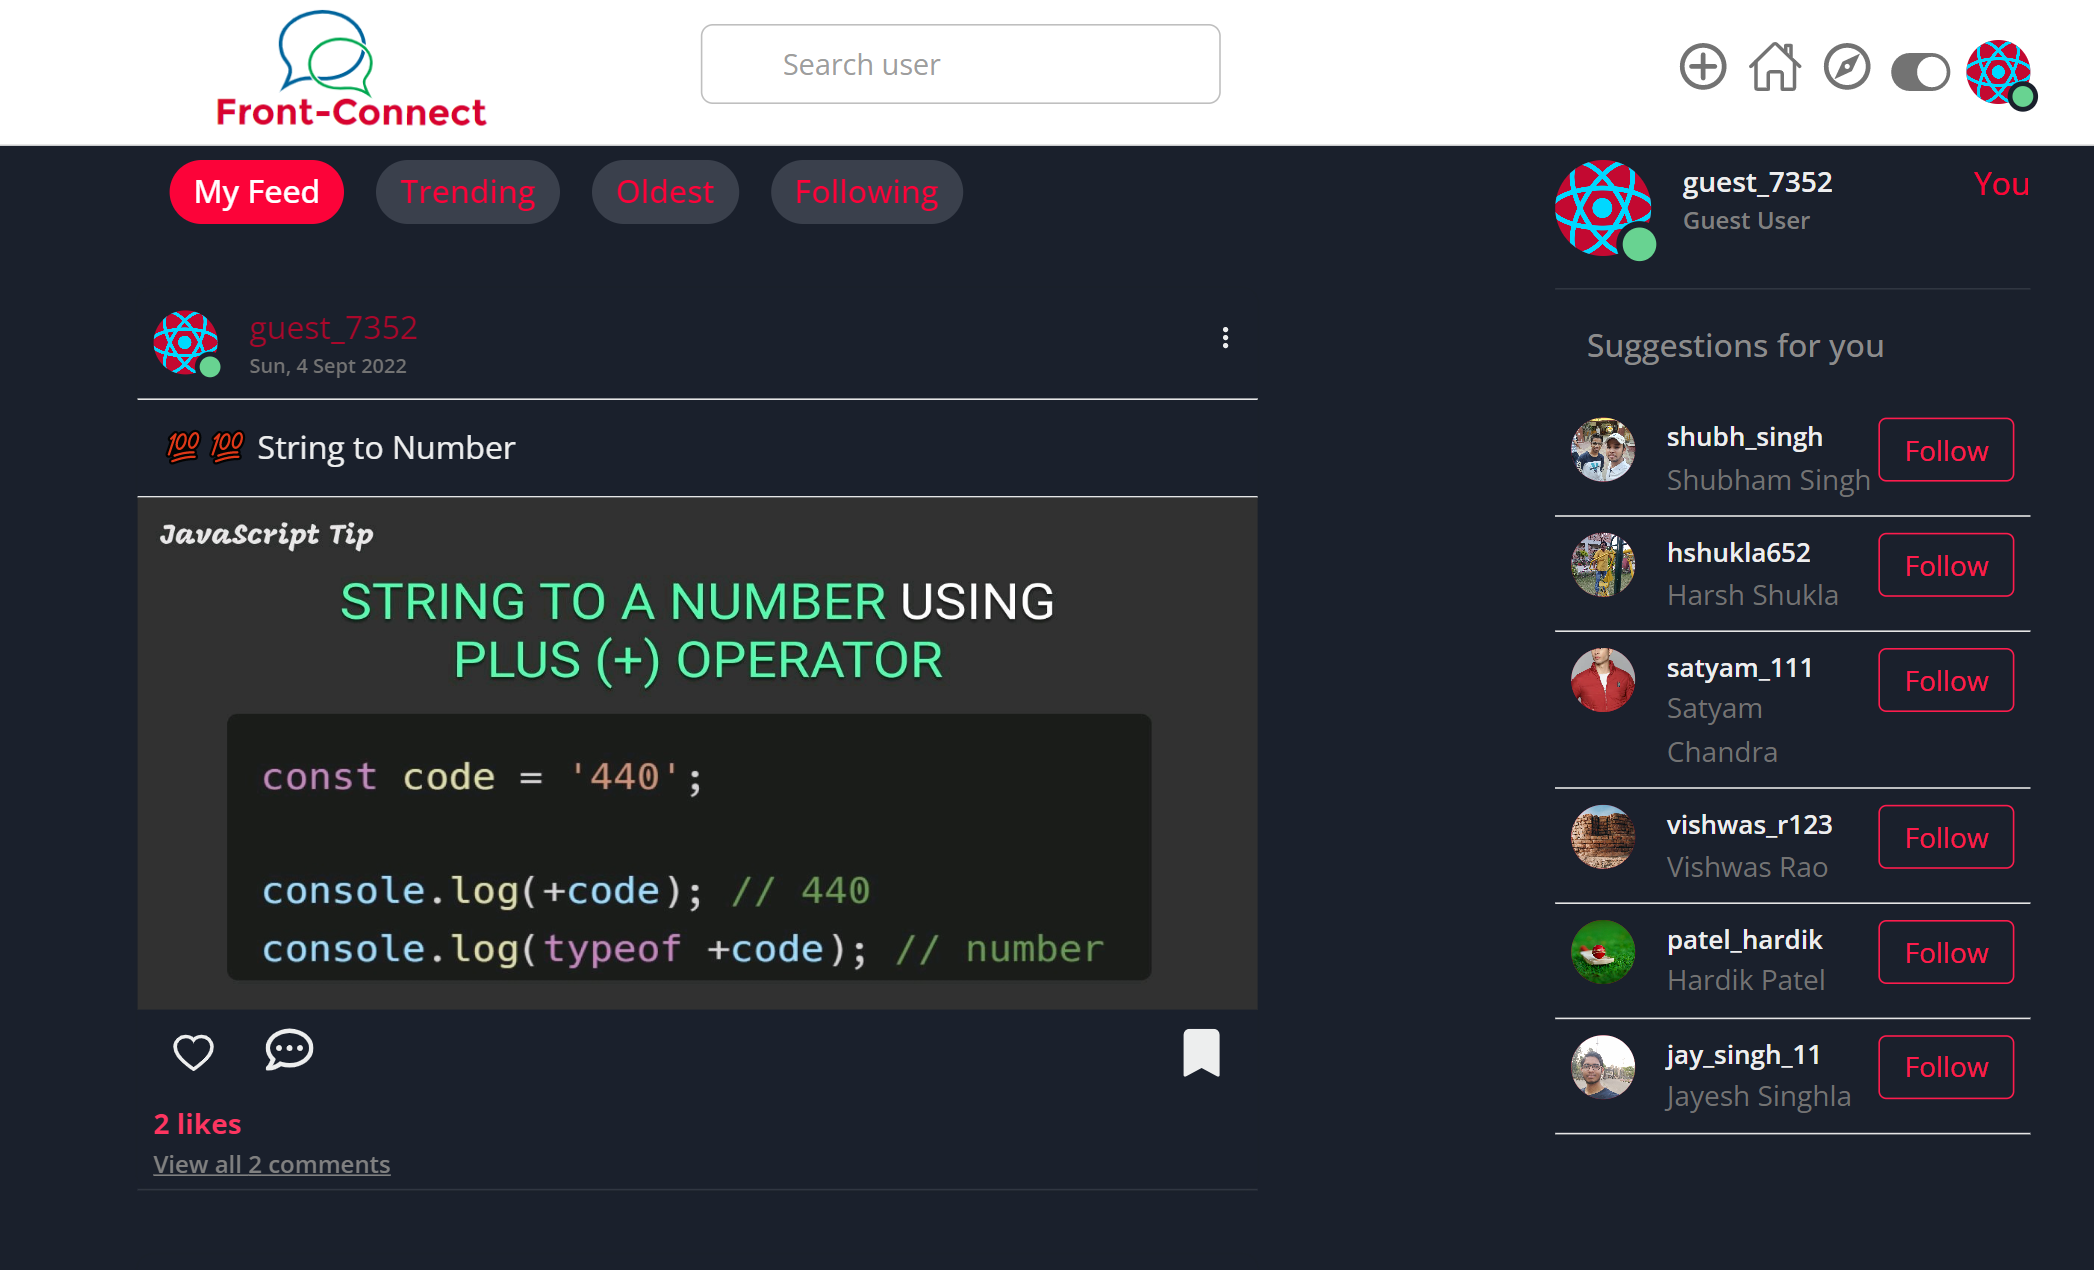 Front-Connect
Search user
My Feed
Trending
Oldest
Following
guest_7352
Guest User
You
guest_7352
Sun, 4 Sept 2022
💯 💯 String to Number
JavaScript Tip
STRING TO A NUMBER USING
PLUS (+) OPERATOR
const code = '440';
console.log(+code); // 440
console.log(typeof +code); // number
2 likes
View all 2 comments
Suggestions for you
shubh_singh
Shubham Singh
Follow
hshukla652
Harsh Shukla
Follow
satyam_111
Satyam
Chandra
Follow
vishwas_r123
Vishwas Rao
Follow
patel_hardik
Hardik Patel
Follow
jay_singh_11
Jayesh Singhla
Follow